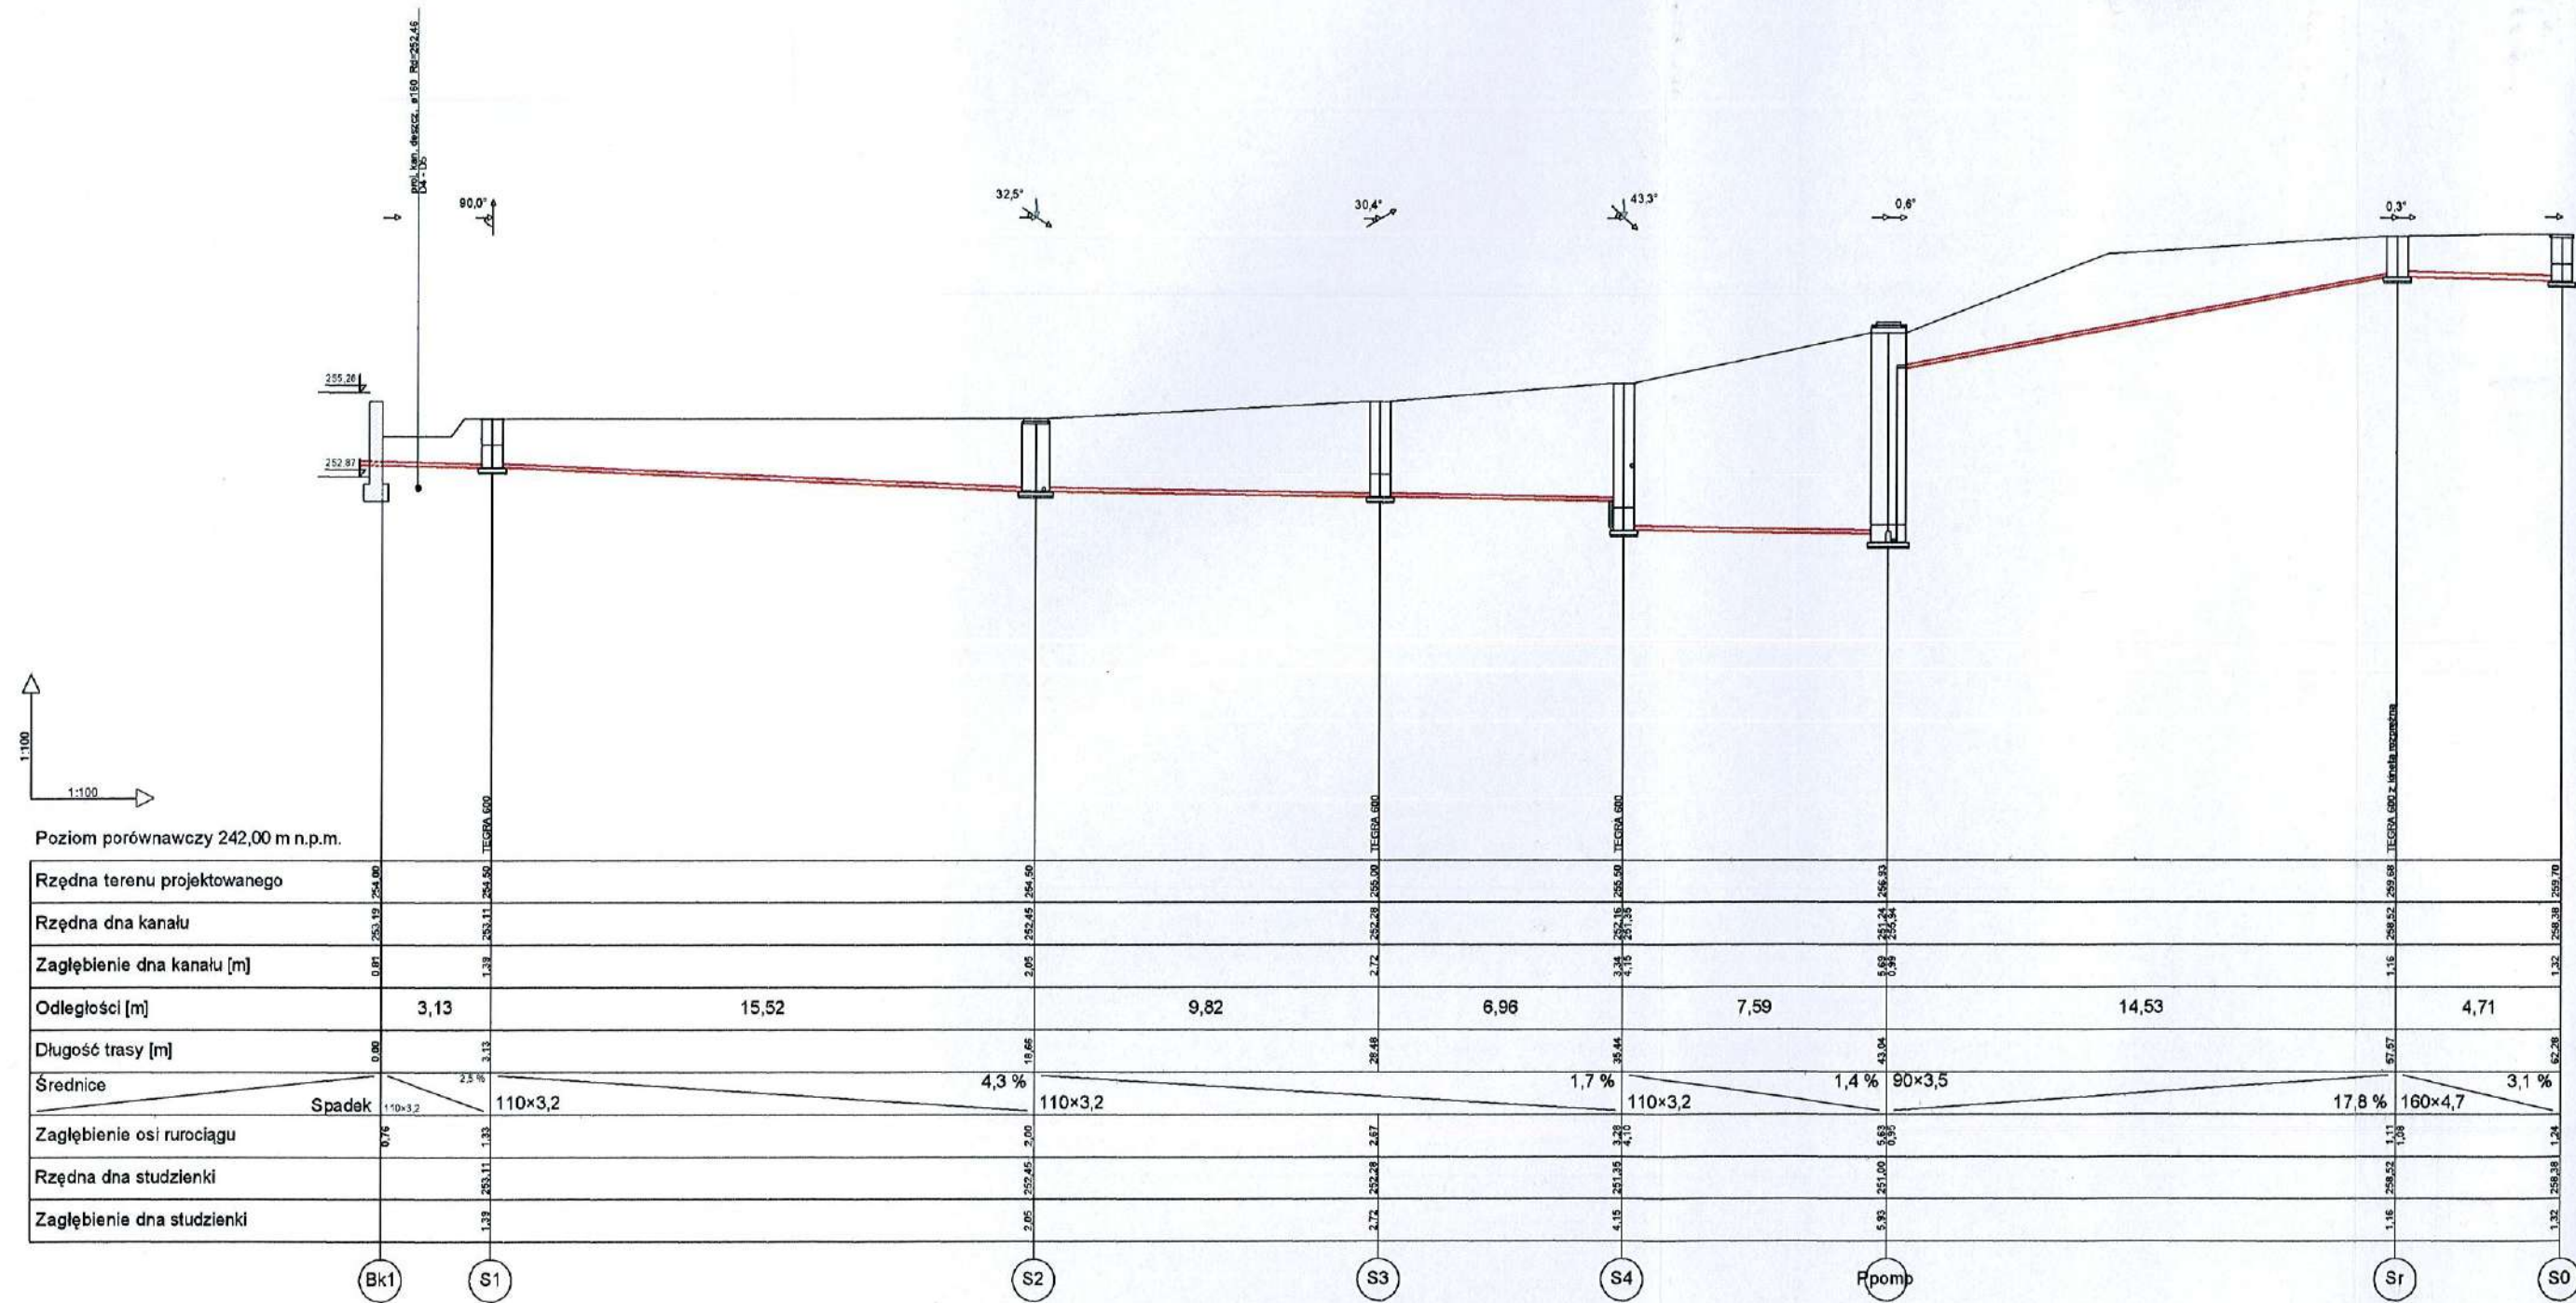 proj. kan. deszcz. ø160 Rd=252,46
D4 - D5
90,0°
32,5°
30,4°
43,3°
0,6°
0,3°
255,26
252,87
1:100
1:100
TEGRA 600
TEGRA 600
TEGRA 600
TEGRA 600 z kinetą rozprężną
Poziom porównawczy 242,00 m n.p.m.
Rzędna terenu projektowanego 254,00 254,50 254,50 255,00 255,50 256,93 259,68 259,70
Rzędna dna kanału 253,19 253,11 252,45 252,28 252,16 251,35 251,24 255,94 258,52 258,38
Zagłębienie dna kanału [m] 0,81 1,39 2,05 2,72 3,34 4,15 5,69 0,99 1,16 1,32
Odległości [m] 3,13 15,52 9,82 6,96 7,59 14,53 4,71
Długość trasy [m] 0,00 3,13 18,66 28,48 35,44 43,04 57,57 62,28
Średnice 2,5 % 4,3 % 1,7 % 1,4 % 90×3,5 3,1 %
Spadek 110×3,2 110×3,2 110×3,2 110×3,2 17,8 % 160×4,7
Zagłębienie osi rurociągu 0,76 1,33 2,00 2,67 3,28 4,10 5,63 0,95 1,11 1,08 1,24
Rzędna dna studzienki 253,11 252,45 252,28 251,35 251,00 258,52 258,38
Zagłębienie dna studzienki 1,39 2,05 2,72 4,15 5,93 1,16 1,32
Bk1 S1 S2 S3 S4 Ppomp Sr S0